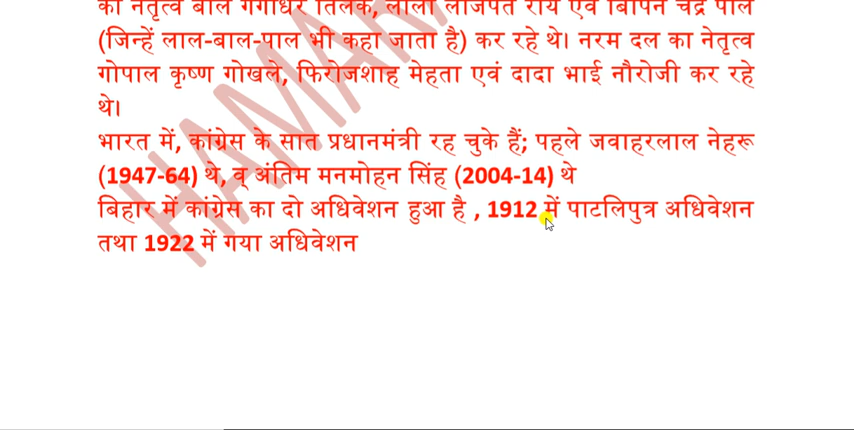 का नेतृत्व बाल गंगाधर तिलक, लाला लाजपत राय एवं बिपिन चंद्र पाल
(जिन्हें लाल-बाल-पाल भी कहा जाता है) कर रहे थे। नरम दल का नेतृत्व
गोपाल कृष्ण गोखले, फिरोजशाह मेहता एवं दादा भाई नौरोजी कर रहे
थे।
भारत में, कांग्रेस के सात प्रधानमंत्री रह चुके हैं; पहले जवाहरलाल नेहरू
(1947-64) थे, व् अंतिम मनमोहन सिंह (2004-14) थे
बिहार में कांग्रेस का दो अधिवेशन हुआ है , 1912 में पाटलिपुत्र अधिवेशन
तथा 1922 में गया अधिवेशन
HAMAR